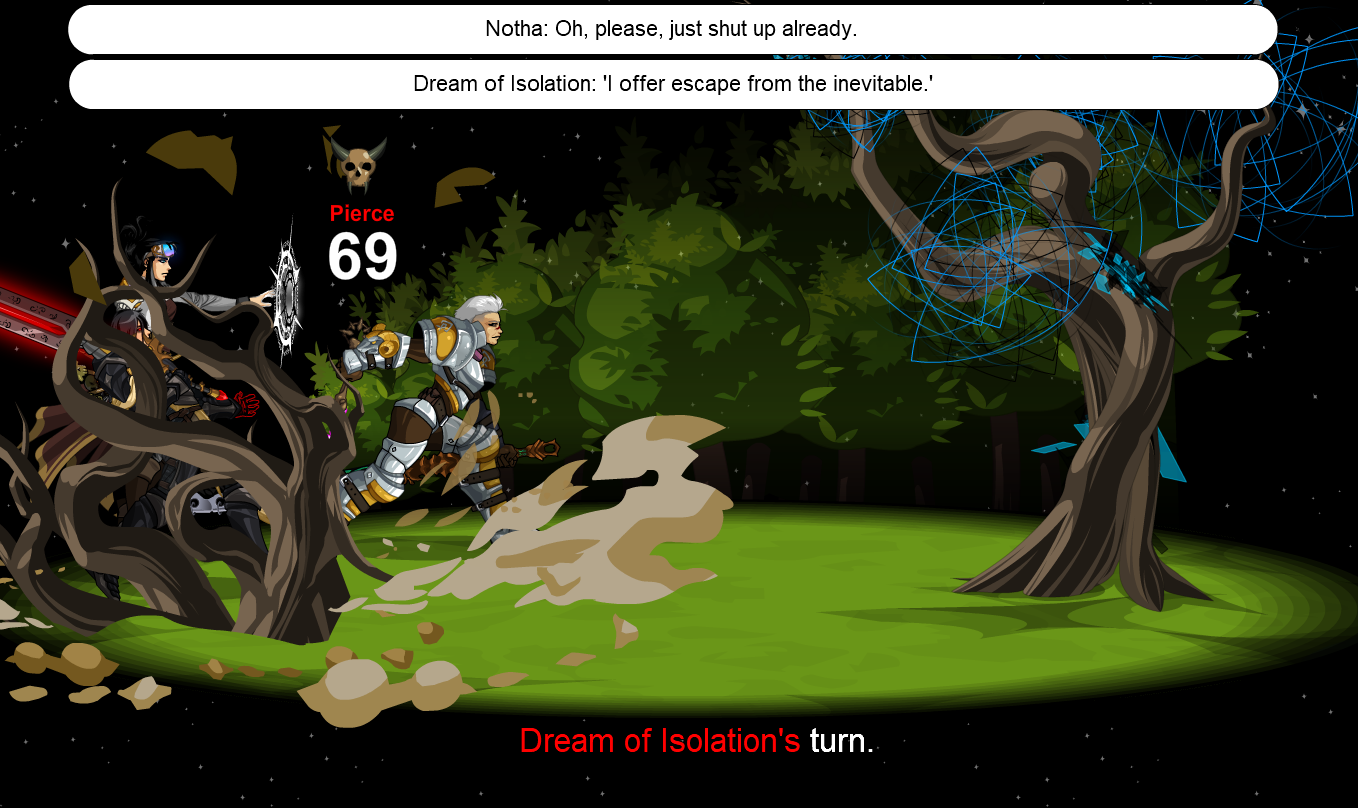 Notha: Oh, please, just shut up already.
Dream of Isolation: 'I offer escape from the inevitable.'
Pierce
69
Dream of Isolation's turn.